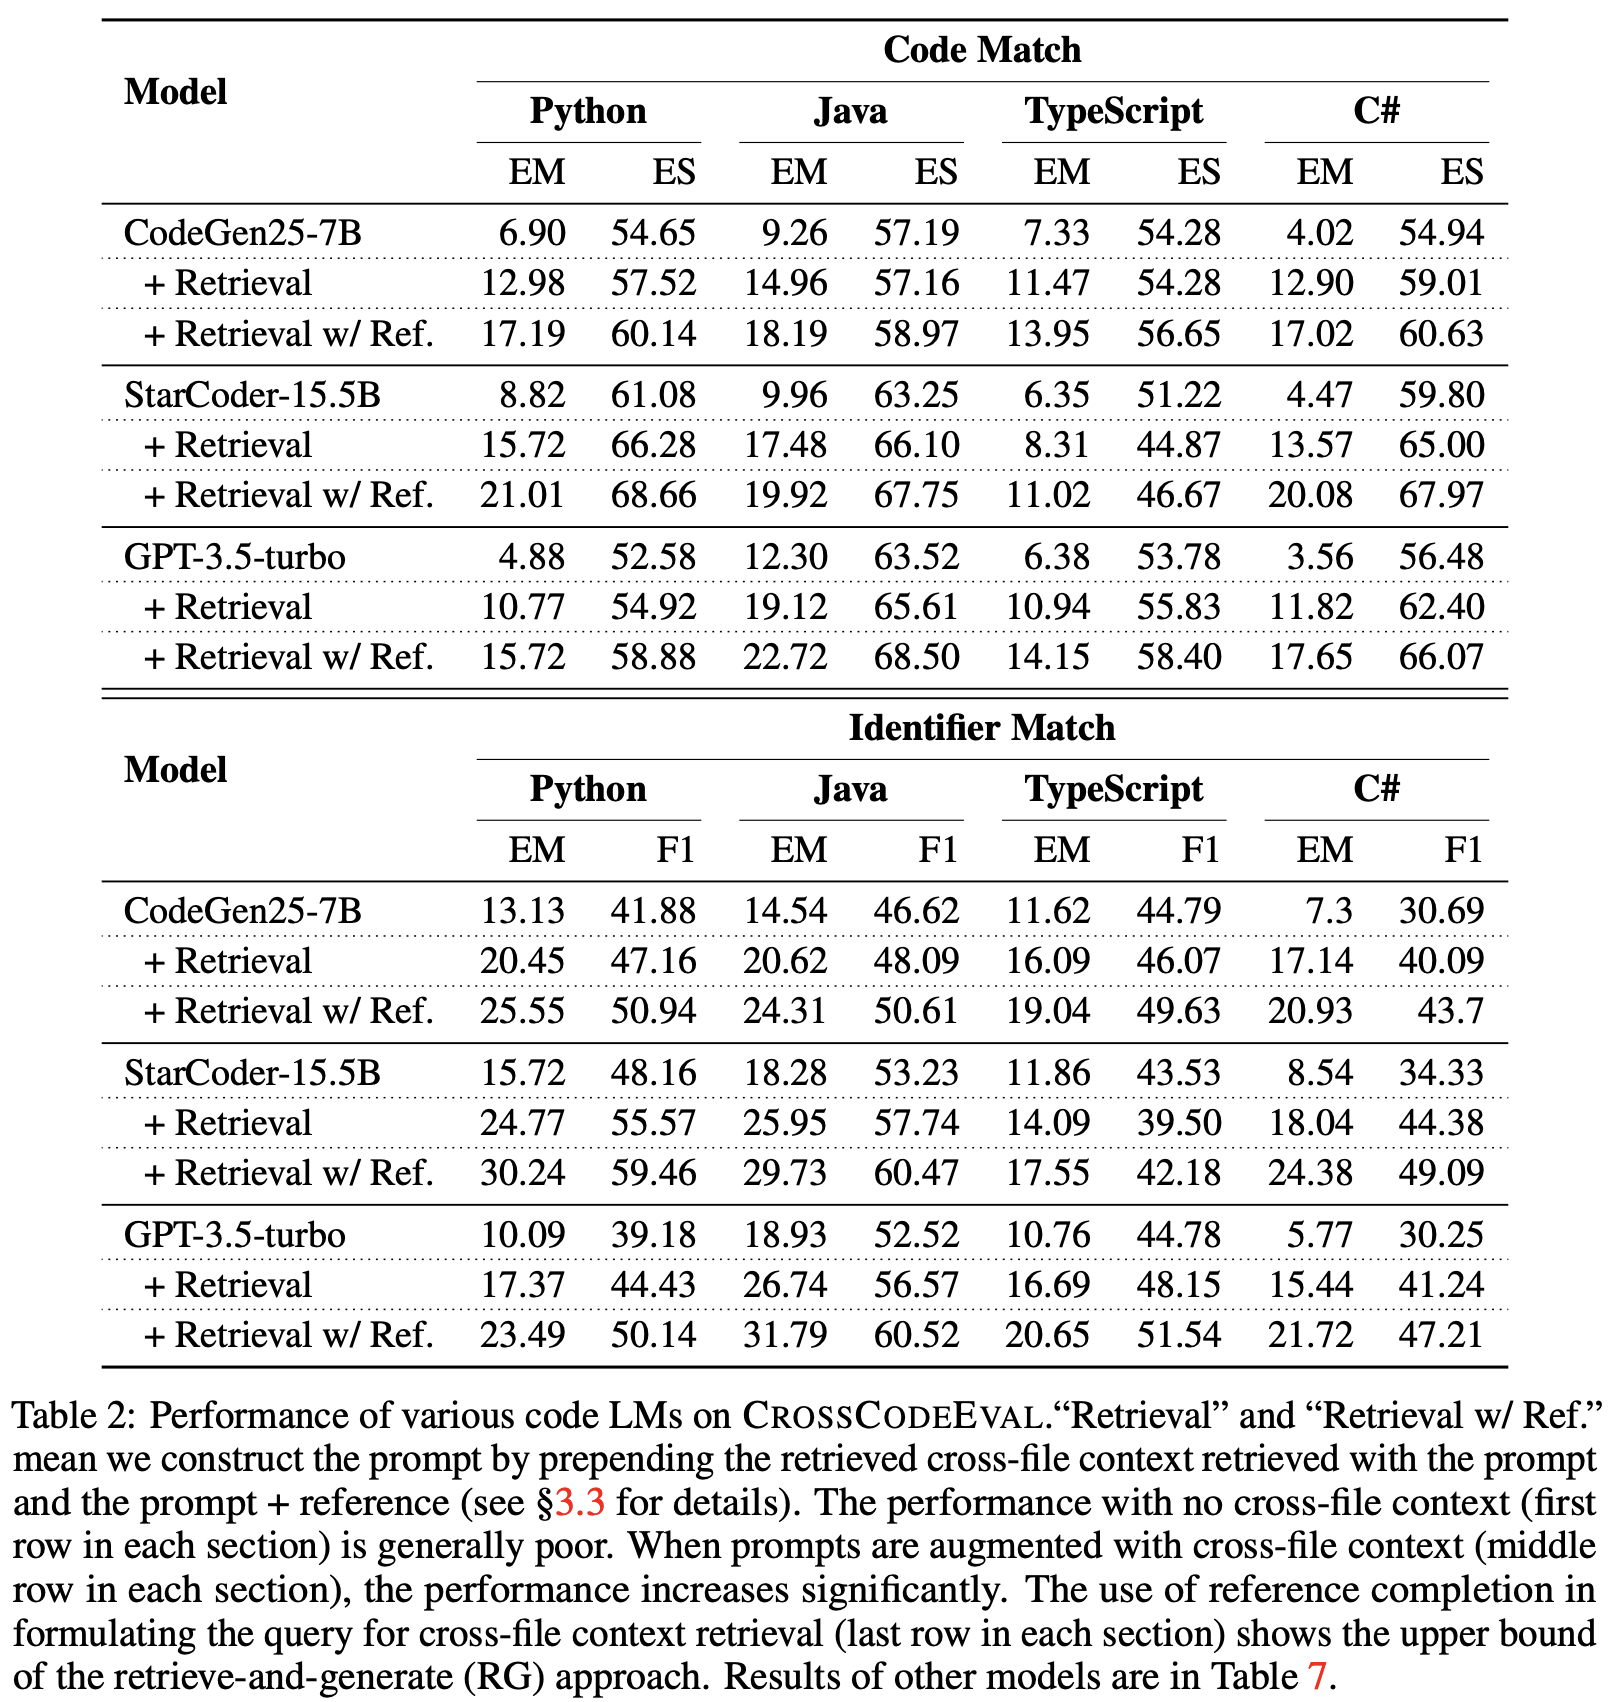 Code Match
Model
Python Java TypeScript C#
EM ES EM ES EM ES EM ES
CodeGen25-7B 6.90 54.65 9.26 57.19 7.33 54.28 4.02 54.94
+ Retrieval 12.98 57.52 14.96 57.16 11.47 54.28 12.90 59.01
+ Retrieval w/ Ref. 17.19 60.14 18.19 58.97 13.95 56.65 17.02 60.63
StarCoder-15.5B 8.82 61.08 9.96 63.25 6.35 51.22 4.47 59.80
+ Retrieval 15.72 66.28 17.48 66.10 8.31 44.87 13.57 65.00
+ Retrieval w/ Ref. 21.01 68.66 19.92 67.75 11.02 46.67 20.08 67.97
GPT-3.5-turbo 4.88 52.58 12.30 63.52 6.38 53.78 3.56 56.48
+ Retrieval 10.77 54.92 19.12 65.61 10.94 55.83 11.82 62.40
+ Retrieval w/ Ref. 15.72 58.88 22.72 68.50 14.15 58.40 17.65 66.07
Identifier Match
Model
Python Java TypeScript C#
EM F1 EM F1 EM F1 EM F1
CodeGen25-7B 13.13 41.88 14.54 46.62 11.62 44.79 7.3 30.69
+ Retrieval 20.45 47.16 20.62 48.09 16.09 46.07 17.14 40.09
+ Retrieval w/ Ref. 25.55 50.94 24.31 50.61 19.04 49.63 20.93 43.7
StarCoder-15.5B 15.72 48.16 18.28 53.23 11.86 43.53 8.54 34.33
+ Retrieval 24.77 55.57 25.95 57.74 14.09 39.50 18.04 44.38
+ Retrieval w/ Ref. 30.24 59.46 29.73 60.47 17.55 42.18 24.38 49.09
GPT-3.5-turbo 10.09 39.18 18.93 52.52 10.76 44.78 5.77 30.25
+ Retrieval 17.37 44.43 26.74 56.57 16.69 48.15 15.44 41.24
+ Retrieval w/ Ref. 23.49 50.14 31.79 60.52 20.65 51.54 21.72 47.21
Table 2: Performance of various code LMs on CROSSCODEEVAL.“Retrieval” and “Retrieval w/ Ref.”
mean we construct the prompt by prepending the retrieved cross-file context retrieved with the prompt
and the prompt + reference (see §3.3 for details). The performance with no cross-file context (first
row in each section) is generally poor. When prompts are augmented with cross-file context (middle
row in each section), the performance increases significantly. The use of reference completion in
formulating the query for cross-file context retrieval (last row in each section) shows the upper bound
of the retrieve-and-generate (RG) approach. Results of other models are in Table 7.